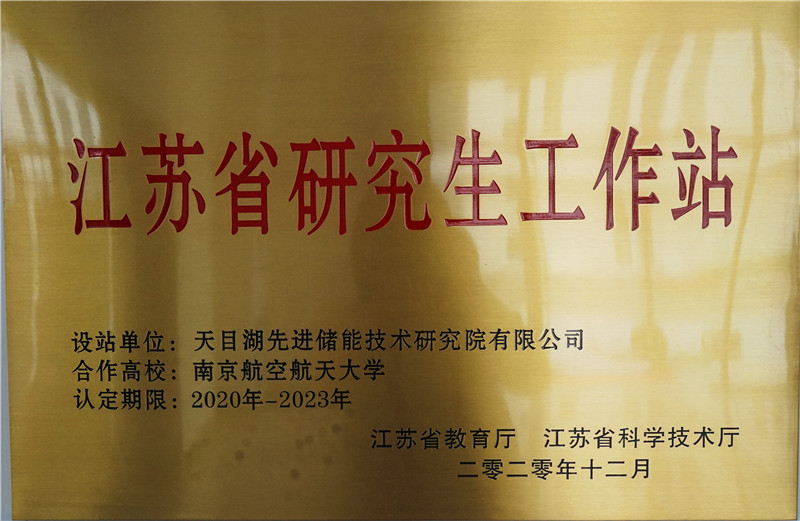 江苏省研究生工作站
设站单位：天目湖先进储能技术研究院有限公司
合作高校：南京航空航天大学
认定期限：2020年-2023年
江苏省教育厅 江苏省科学技术厅
二零二零年十二月